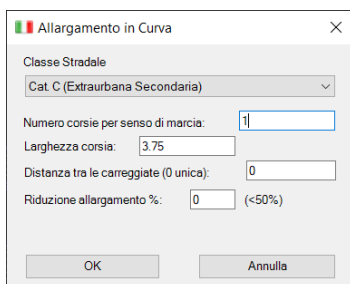 Allargamento in Curva
Classe Stradale
Cat. C (Extraurbana Secondaria)
Numero corsie per senso di marcia: 1
Larghezza corsia: 3.75
Distanza tra le carreggiate (0 unica): 0
Riduzione allargamento %: 0 (<50%)
OK Annulla